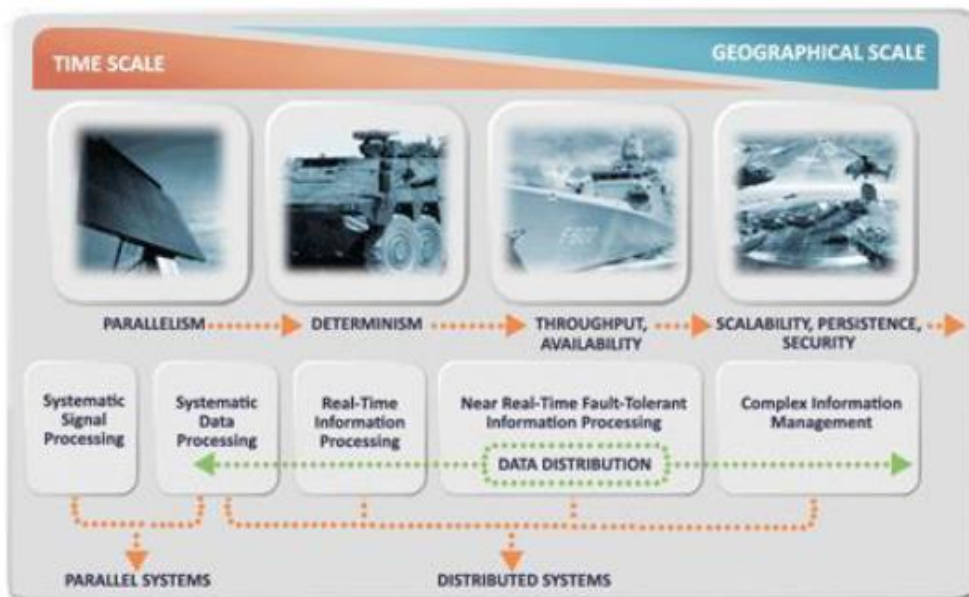 TIME SCALE
GEOGRAPHICAL SCALE
PARALLELISM
DETERMINISM
THROUGHPUT,
AVAILABILITY
SCALABILITY, PERSISTENCE,
SECURITY
Systematic
Signal
Processing
Systematic
Data
Processing
Real-Time
Information
Processing
Near Real-Time Fault-Tolerant
Information Processing
DATA DISTRIBUTION
Complex Information
Management
PARALLEL SYSTEMS
DISTRIBUTED SYSTEMS